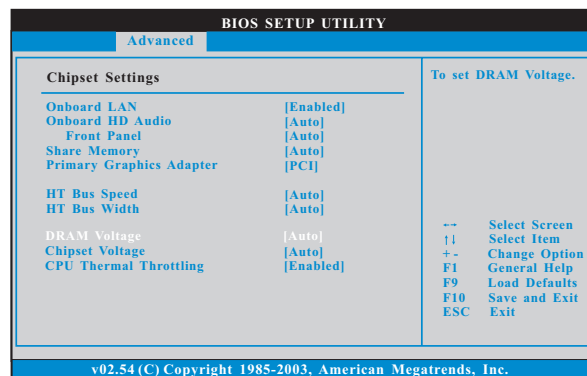 BIOS SETUP UTILITY
Advanced
Chipset Settings
Onboard LAN [Enabled]
Onboard HD Audio [Auto]
Front Panel [Auto]
Share Memory [Auto]
Primary Graphics Adapter [PCI]
HT Bus Speed [Auto]
HT Bus Width [Auto]
DRAM Voltage [Auto]
Chipset Voltage [Auto]
CPU Thermal Throttling [Enabled]
To set DRAM Voltage.
←→ Select Screen
↑↓ Select Item
+- Change Option
F1 General Help
F9 Load Defaults
F10 Save and Exit
ESC Exit
v02.54 (C) Copyright 1985-2003, American Megatrends, Inc.